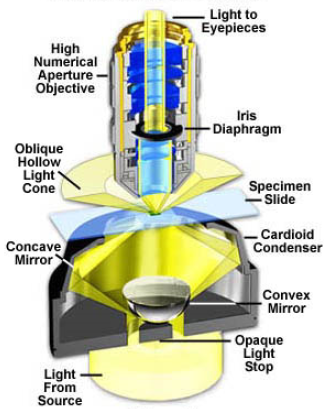 Light to
Eyepieces
High
Numerical
Aperture
Objective
Iris
Diaphragm
Oblique
Hollow
Light
Cone
Specimen
Slide
Concave
Mirror
Cardioid
Condenser
Convex
Mirror
Opaque
Light
Stop
Light
From
Source